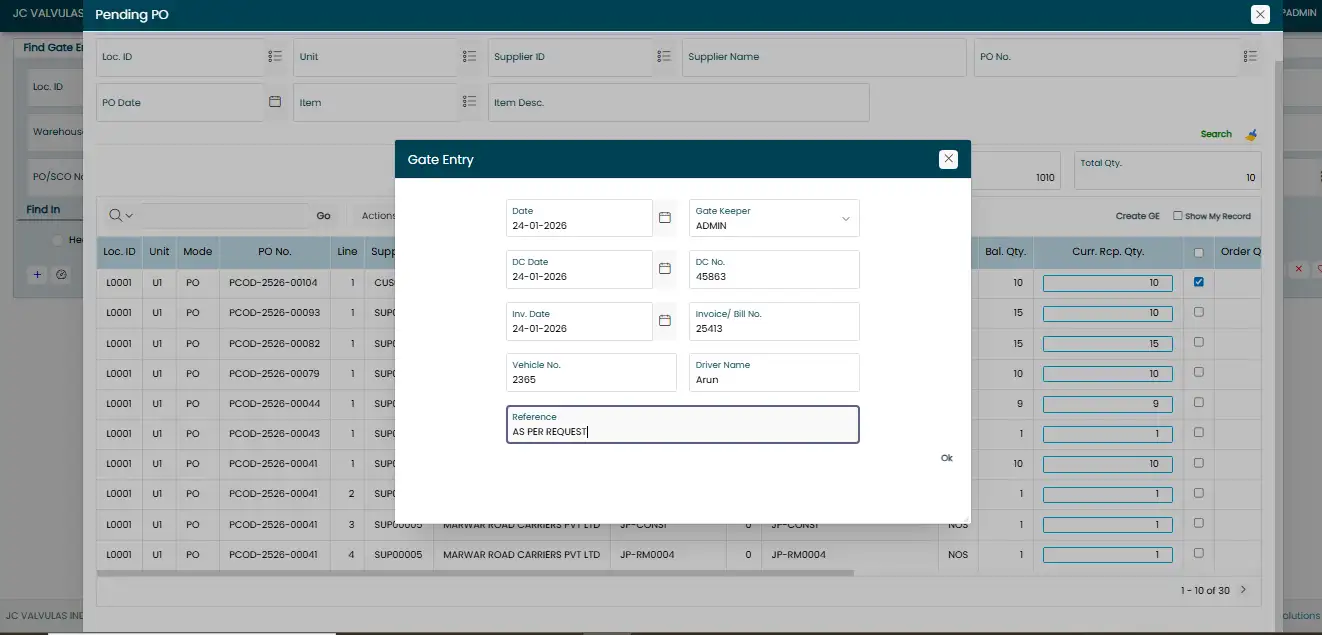 JC VALVULAS
Pending PO
Find Gate
Loc. ID
Unit
Supplier ID
Supplier Name
PO No.
Loc. ID
PO Date
Item
Item Desc.
Search
PO/SCO
Find In
1010
Total Qty.
10
Go
Actions
Create GE
Show My Record
Loc. ID Unit Mode PO No. Line Bal. Qty. Curr. Rcp. Qty. Order
L0001 U1 PO PCOD-2526-00104 1 10 10
L0001 U1 PO PCOD-2526-00093 1 15 10
L0001 U1 PO PCOD-2526-00082 1 15 15
L0001 U1 PO PCOD-2526-00079 1 10 10
L0001 U1 PO PCOD-2526-00044 1 9 9
L0001 U1 PO PCOD-2526-00043 1 1 1
L0001 U1 PO PCOD-2526-00041 1 10 10
L0001 U1 PO PCOD-2526-00041 2 1 1
L0001 U1 PO PCOD-2526-00041 3 SUP00005 MARWAR ROAD CARRIERS PVT LTD JP-CONS1 0 JP-CONS1 NOS 1 1
L0001 U1 PO PCOD-2526-00041 4 SUP00005 MARWAR ROAD CARRIERS PVT LTD JP-RM0004 0 JP-RM0004 NOS 1 1
1 - 10 of 30
JC VALVULAS
Gate Entry
Date
24-01-2026
Gate Keeper
ADMIN
DC Date
24-01-2026
DC No.
45863
Inv. Date
24-01-2026
Invoice/ Bill No.
25413
Vehicle No.
2365
Driver Name
Arun
Reference
AS PER REQUEST
Ok